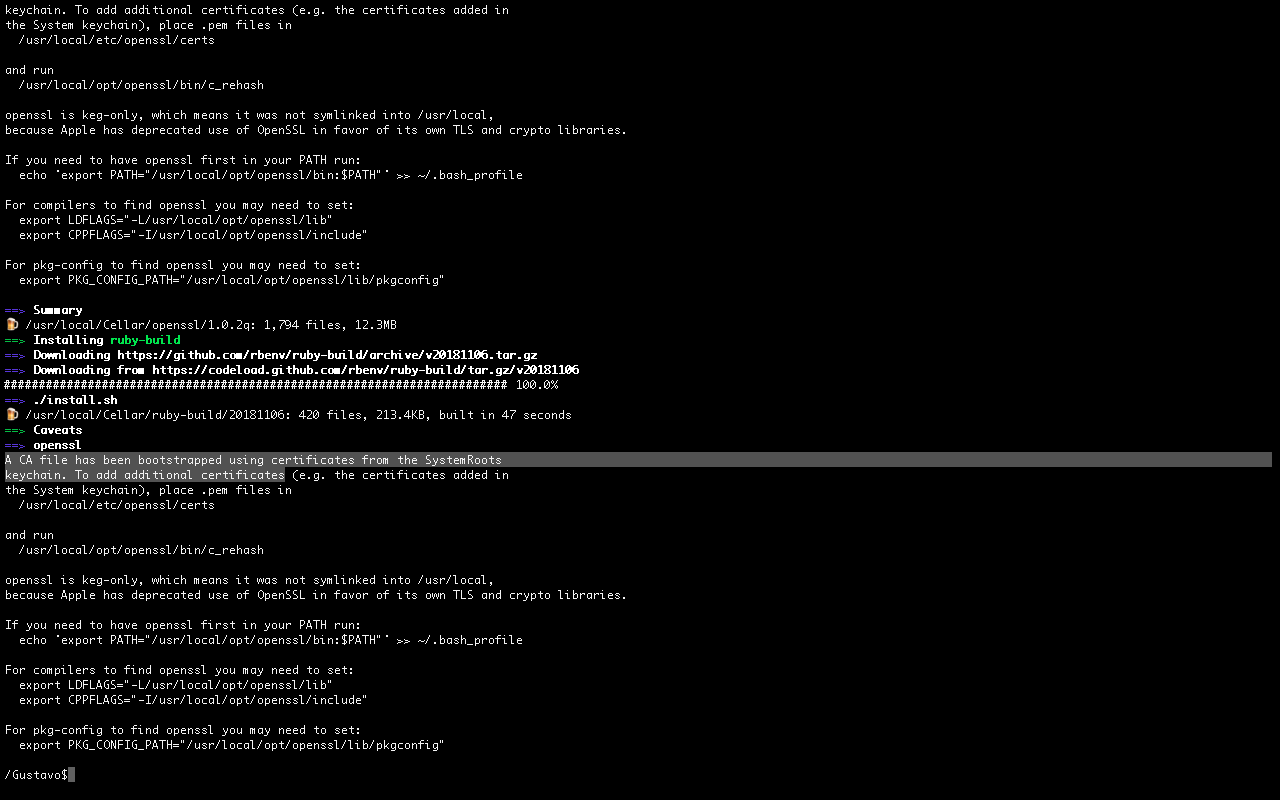 keychain. To add additional certificates (e.g. the certificates added in
the System keychain), place .pem files in
  /usr/local/etc/openssl/certs

and run
  /usr/local/opt/openssl/bin/c_rehash

openssl is keg-only, which means it was not symlinked into /usr/local,
because Apple has deprecated use of OpenSSL in favor of its own TLS and crypto libraries.

If you need to have openssl first in your PATH run:
  echo 'export PATH="/usr/local/opt/openssl/bin:$PATH"' >> ~/.bash_profile

For compilers to find openssl you may need to set:
  export LDFLAGS="-L/usr/local/opt/openssl/lib"
  export CPPFLAGS="-I/usr/local/opt/openssl/include"

For pkg-config to find openssl you may need to set:
  export PKG_CONFIG_PATH="/usr/local/opt/openssl/lib/pkgconfig"

==> Summary
🍺 /usr/local/Cellar/openssl/1.0.2q: 1,794 files, 12.3MB
==> Installing ruby-build
==> Downloading https://github.com/rbenv/ruby-build/archive/v20181106.tar.gz
==> Downloading from https://codeload.github.com/rbenv/ruby-build/tar.gz/v20181106
######################################################################## 100.0%
==> ./install.sh
🍺 /usr/local/Cellar/ruby-build/20181106: 420 files, 213.4KB, built in 47 seconds
==> Caveats
==> openssl
A CA file has been bootstrapped using certificates from the SystemRoots
keychain. To add additional certificates (e.g. the certificates added in
the System keychain), place .pem files in
  /usr/local/etc/openssl/certs

and run
  /usr/local/opt/openssl/bin/c_rehash

openssl is keg-only, which means it was not symlinked into /usr/local,
because Apple has deprecated use of OpenSSL in favor of its own TLS and crypto libraries.

If you need to have openssl first in your PATH run:
  echo 'export PATH="/usr/local/opt/openssl/bin:$PATH"' >> ~/.bash_profile

For compilers to find openssl you may need to set:
  export LDFLAGS="-L/usr/local/opt/openssl/lib"
  export CPPFLAGS="-I/usr/local/opt/openssl/include"

For pkg-config to find openssl you may need to set:
  export PKG_CONFIG_PATH="/usr/local/opt/openssl/lib/pkgconfig"

/Gustavo$